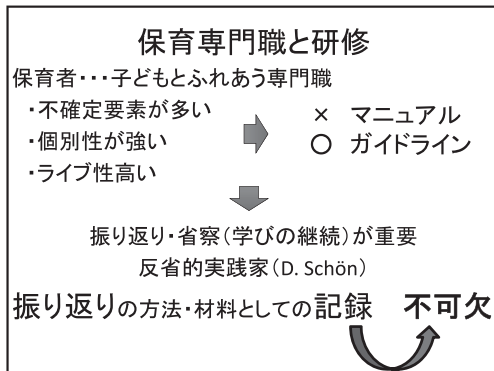 保育専門職と研修
保育者・・・子どもとふれあう専門職
・不確定要素が多い
・個別性が強い
・ライブ性高い
× マニュアル
○ ガイドライン
振り返り・省察(学びの継続)が重要
反省的実践家(D. Schön)
振り返りの方法・材料としての記録 不可欠